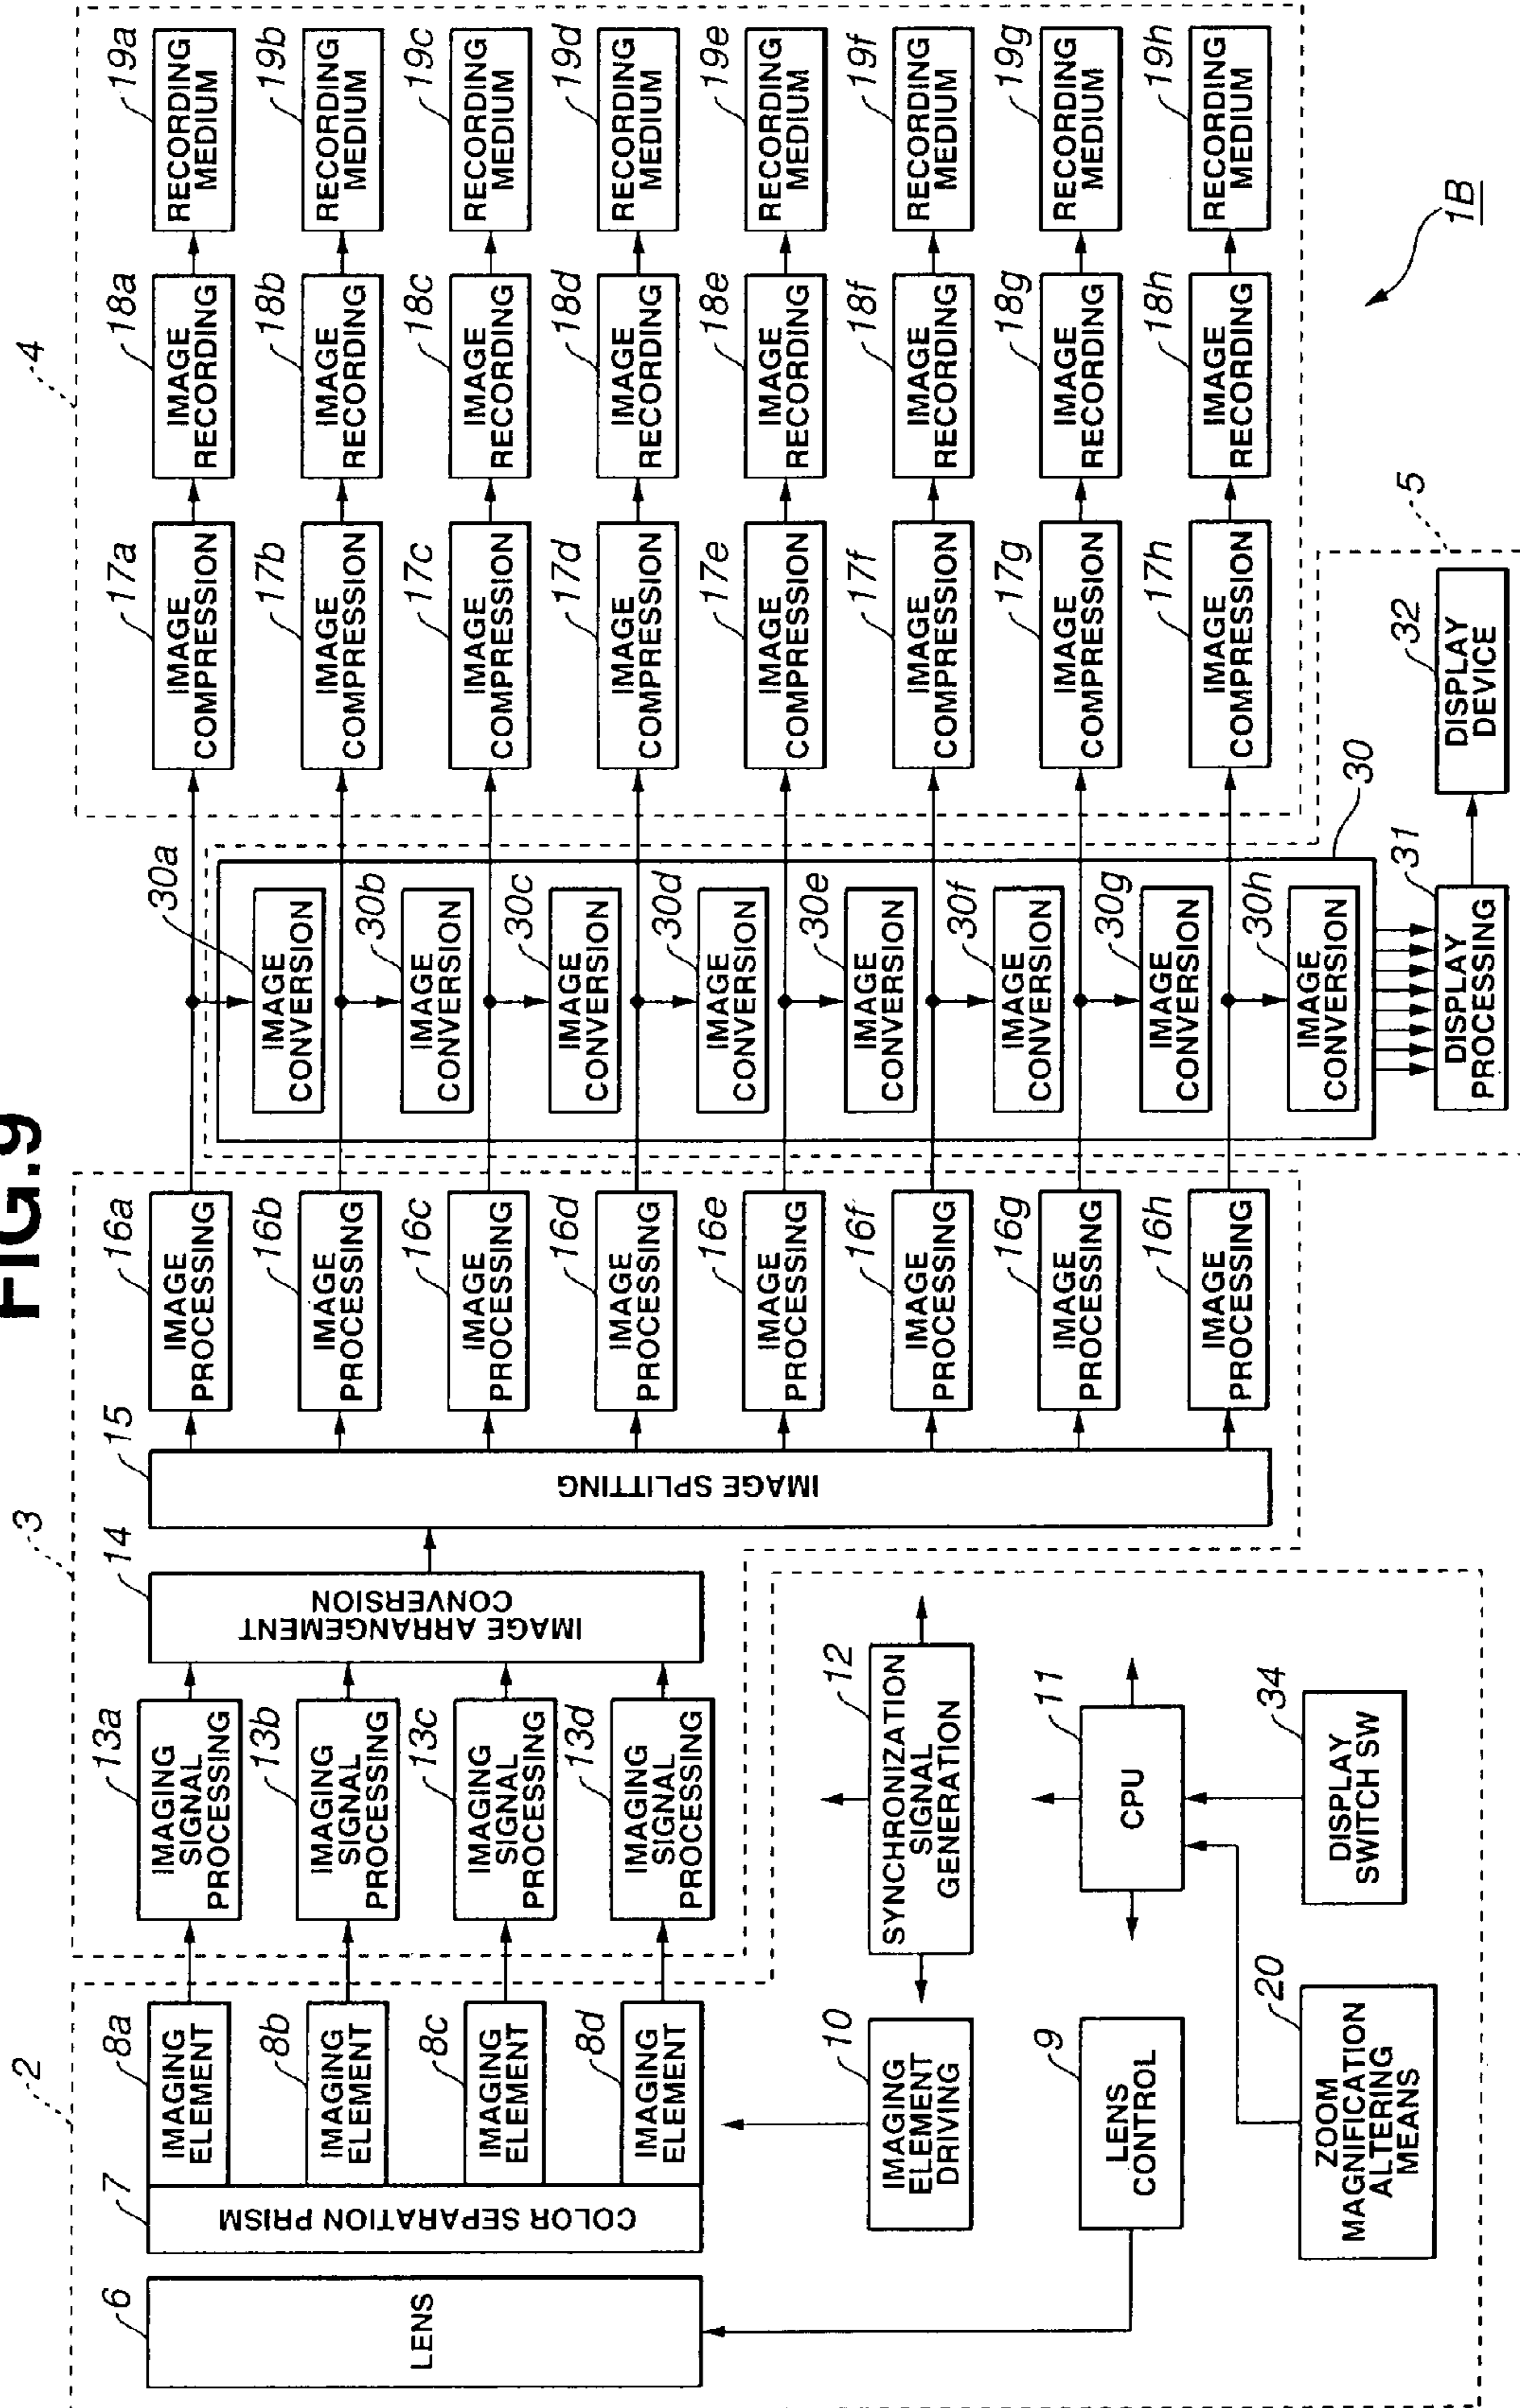 FIG.9
2
6
LENS
7
COLOR SEPARATION PRISM
8a
IMAGING
ELEMENT
8b
IMAGING
ELEMENT
8c
IMAGING
ELEMENT
8d
IMAGING
ELEMENT
10
IMAGING
ELEMENT
DRIVING
9
LENS
CONTROL
20
ZOOM
MAGNIFICATION
ALTERING
MEANS
12
SYNCHRONIZATION
SIGNAL
GENERATION
11
CPU
34
DISPLAY
SWITCH SW
3
13a
IMAGING
SIGNAL
PROCESSING
13b
IMAGING
SIGNAL
PROCESSING
13c
IMAGING
SIGNAL
PROCESSING
13d
IMAGING
SIGNAL
PROCESSING
14
IMAGE ARRANGEMENT
CONVERSION
15
IMAGE SPLITTING
16a
IMAGE
PROCESSING
16b
IMAGE
PROCESSING
16c
IMAGE
PROCESSING
16d
IMAGE
PROCESSING
16e
IMAGE
PROCESSING
16f
IMAGE
PROCESSING
16g
IMAGE
PROCESSING
16h
IMAGE
PROCESSING
30a
IMAGE
CONVERSION
30b
IMAGE
CONVERSION
30c
IMAGE
CONVERSION
30d
IMAGE
CONVERSION
30e
IMAGE
CONVERSION
30f
IMAGE
CONVERSION
30g
IMAGE
CONVERSION
30h
IMAGE
CONVERSION
30
31
DISPLAY
PROCESSING
32
DISPLAY
DEVICE
5
4
17a
IMAGE
COMPRESSION
17b
IMAGE
COMPRESSION
17c
IMAGE
COMPRESSION
17d
IMAGE
COMPRESSION
17e
IMAGE
COMPRESSION
17f
IMAGE
COMPRESSION
17g
IMAGE
COMPRESSION
17h
IMAGE
COMPRESSION
18a
IMAGE
RECORDING
18b
IMAGE
RECORDING
18c
IMAGE
RECORDING
18d
IMAGE
RECORDING
18e
IMAGE
RECORDING
18f
IMAGE
RECORDING
18g
IMAGE
RECORDING
18h
IMAGE
RECORDING
19a
RECORDING
MEDIUM
19b
RECORDING
MEDIUM
19c
RECORDING
MEDIUM
19d
RECORDING
MEDIUM
19e
RECORDING
MEDIUM
19f
RECORDING
MEDIUM
19g
RECORDING
MEDIUM
19h
RECORDING
MEDIUM
1B